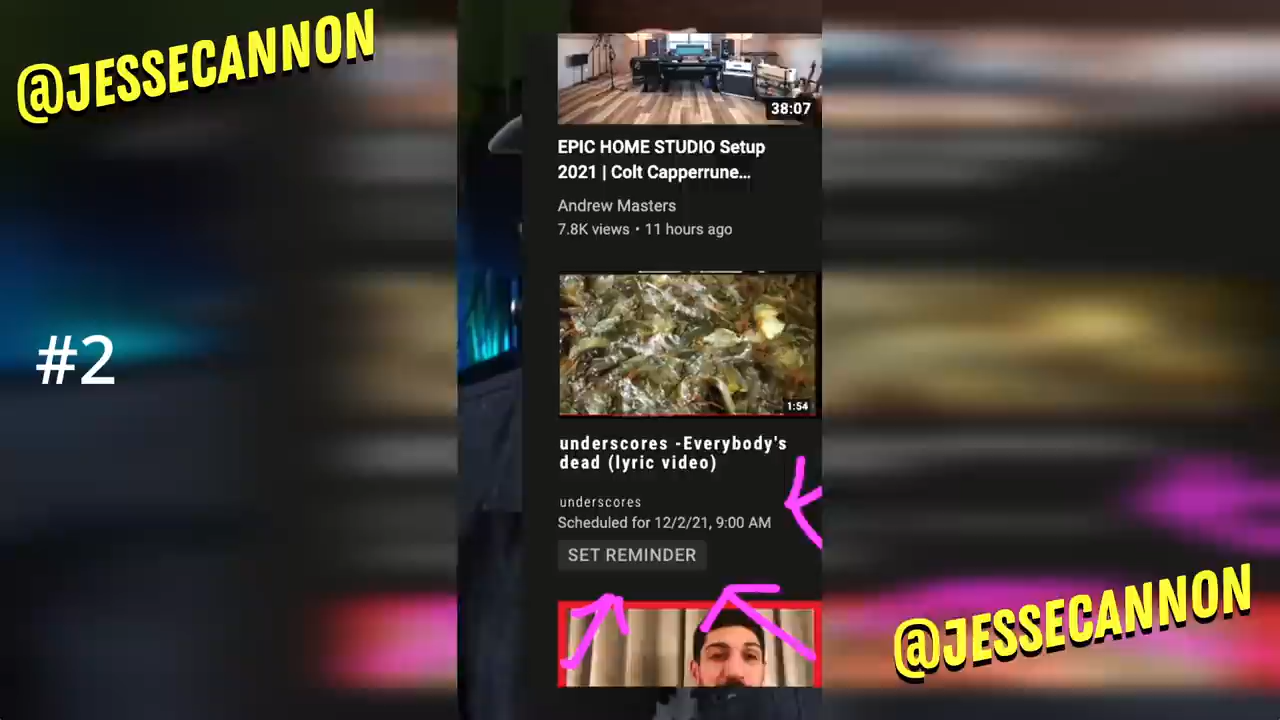 @JESSECANNON
38:07
EPIC HOME STUDIO Setup
2021 | Colt Capperrune...
Andrew Masters
7.8K views • 11 hours ago
#2
1:54
underscores -Everybody's
dead (lyric video)
underscores
Scheduled for 12/2/21, 9:00 AM
SET REMINDER
@JESSECANNON